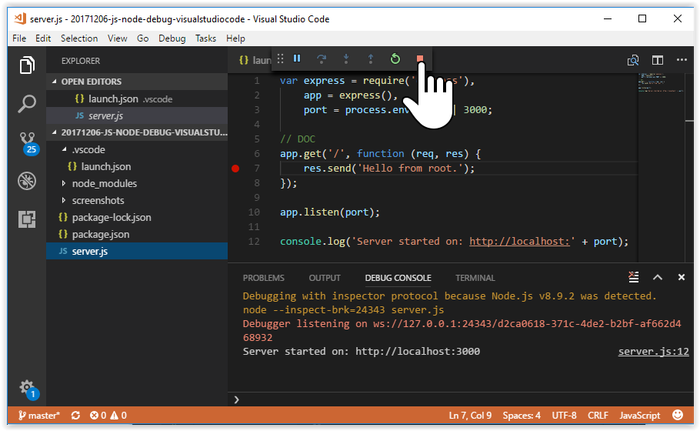 server.js - 20171206-js-node-debug-visualstudiocode - Visual Studio Code
File Edit Selection View Go Debug Tasks Help
EXPLORER
OPEN EDITORS
launch.json .vscode
server.js
20171206-JS-NODE-DEBUG-VISUALSTU...
.vscode
launch.json
node_modules
screenshots
package-lock.json
package.json
JS server.js
25
1
1 var express = require('
2 app = express(),
3 port = process.en | 3000;
4
5 // DOC
6 app.get('/', function (req, res) {
7 res.send('Hello from root.');
8 });
9
10 app.listen(port);
11
12 console.log('Server started on: http://localhost:' + port);
PROBLEMS OUTPUT DEBUG CONSOLE TERMINAL
Debugging with inspector protocol because Node.js v8.9.2 was detected.
node --inspect-brk=24343 server.js
Debugger listening on ws://127.0.0.1:24343/d2ca0618-371c-4de2-b2bf-af662d4
68932
Server started on: http://localhost:3000 server.js:12
master* 0 0 Ln 7, Col 9 Spaces: 4 UTF-8 CRLF JavaScript